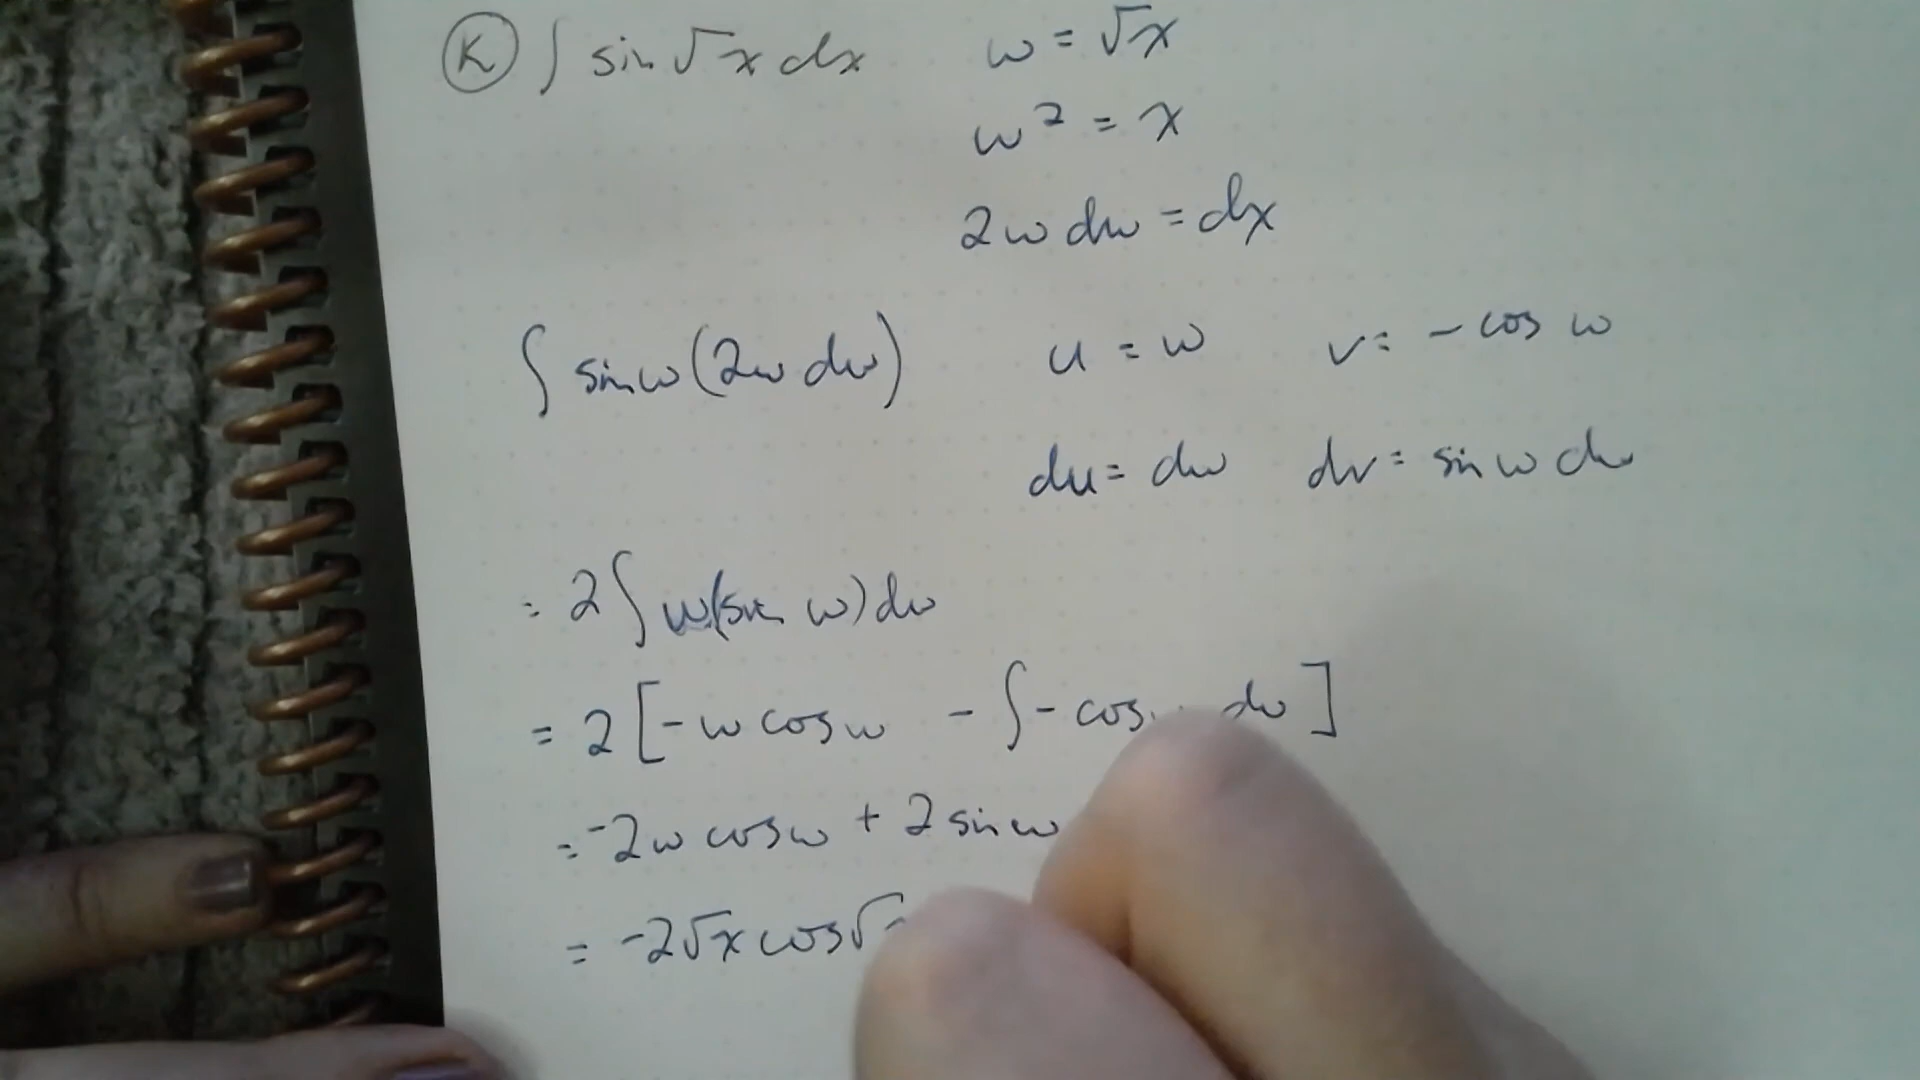 Ⓚ ∫ sin √x dx w = √x
w² = x
2w dw = dx
∫ sin w (2w dw) u = w v = - cos w
du = dw dv = sin w dw
= 2 ∫ w (sin w) dw
= 2 [ - w cos w - ∫ - cos dw ]
= -2w cos w + 2 sin w
= -2√x cos √